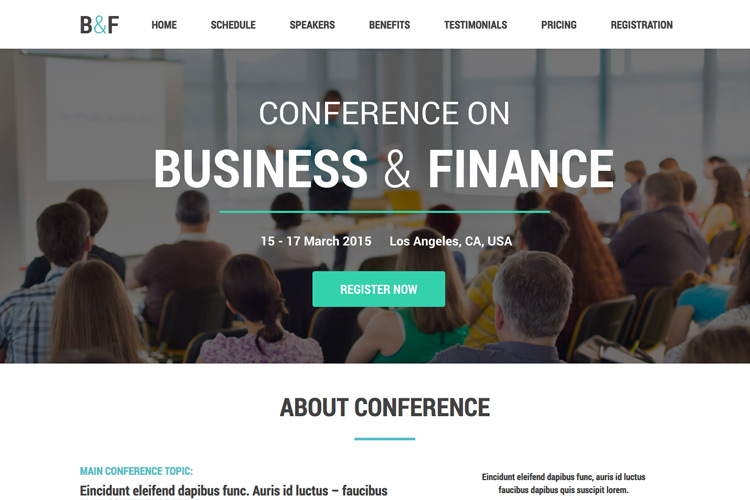 B&F HOME SCHEDULE SPEAKERS BENEFITS TESTIMONIALS PRICING REGISTRATION
CONFERENCE ON
BUSINESS & FINANCE
15 - 17 March 2015 Los Angeles, CA, USA
REGISTER NOW
ABOUT CONFERENCE
MAIN CONFERENCE TOPIC:
Eincidunt eleifend dapibus func. Auris id luctus – faucibus
Eincidunt eleifend dapibus func, auris id luctus
faucibus dapibus quis suscipit lorem.